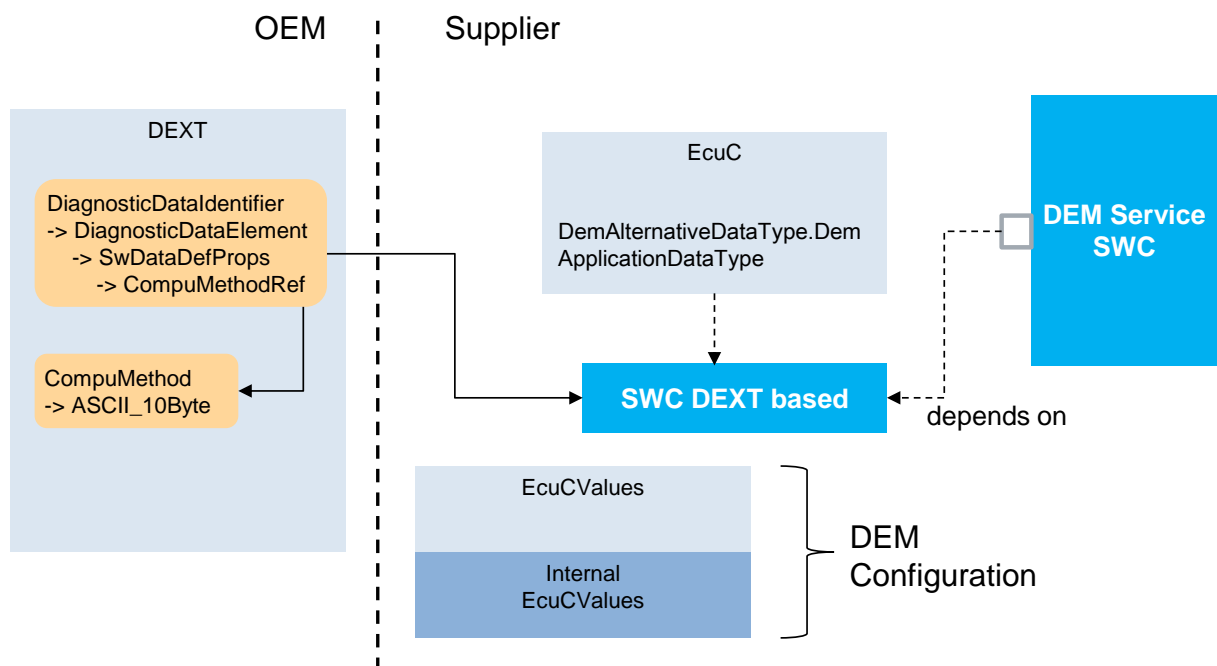 OEM
Supplier
DEXT
DiagnosticDataIdentifier
-> DiagnosticDataElement
-> SwDataDefProps
-> CompuMethodRef
CompuMethod
-> ASCII_10Byte
EcuC
DemAlternativeDataType.Dem
ApplicationDataType
DEM Service
SWC
SWC DEXT based
depends on
EcuCValues
Internal
EcuCValues
DEM
Configuration